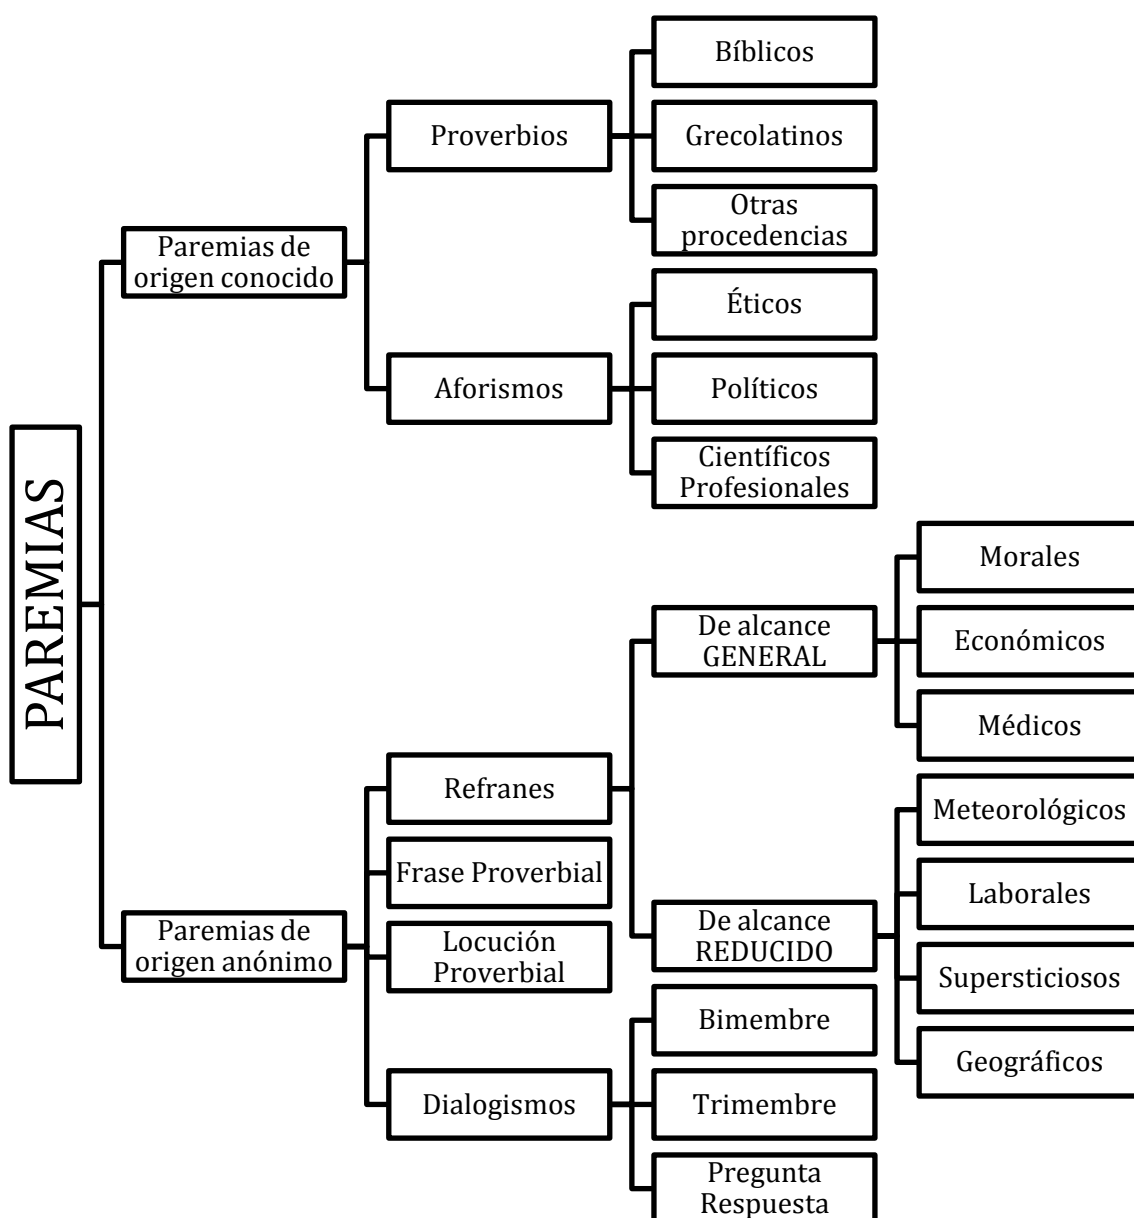 PAREMIAS
Paremias de
origen conocido
Proverbios
Bíblicos
Grecolatinos
Otras
procedencias
Aforismos
Éticos
Políticos
Científicos
Profesionales
Paremias de
origen anónimo
Refranes
De alcance
GENERAL
Morales
Económicos
Médicos
De alcance
REDUCIDO
Meteorológicos
Laborales
Supersticiosos
Geográficos
Frase Proverbial
Locución
Proverbial
Dialogismos
Bimembre
Trimembre
Pregunta
Respuesta